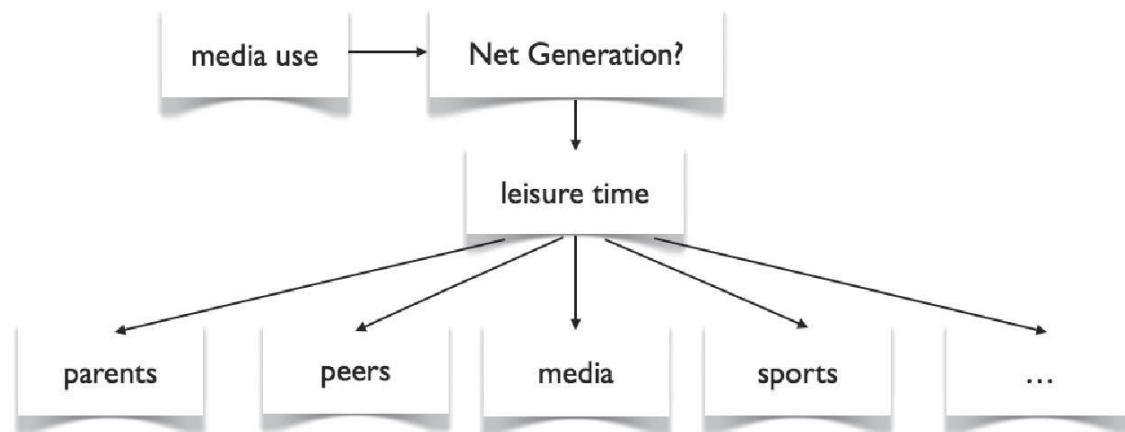 media use
Net Generation?
leisure time
parents
peers
media
sports
...